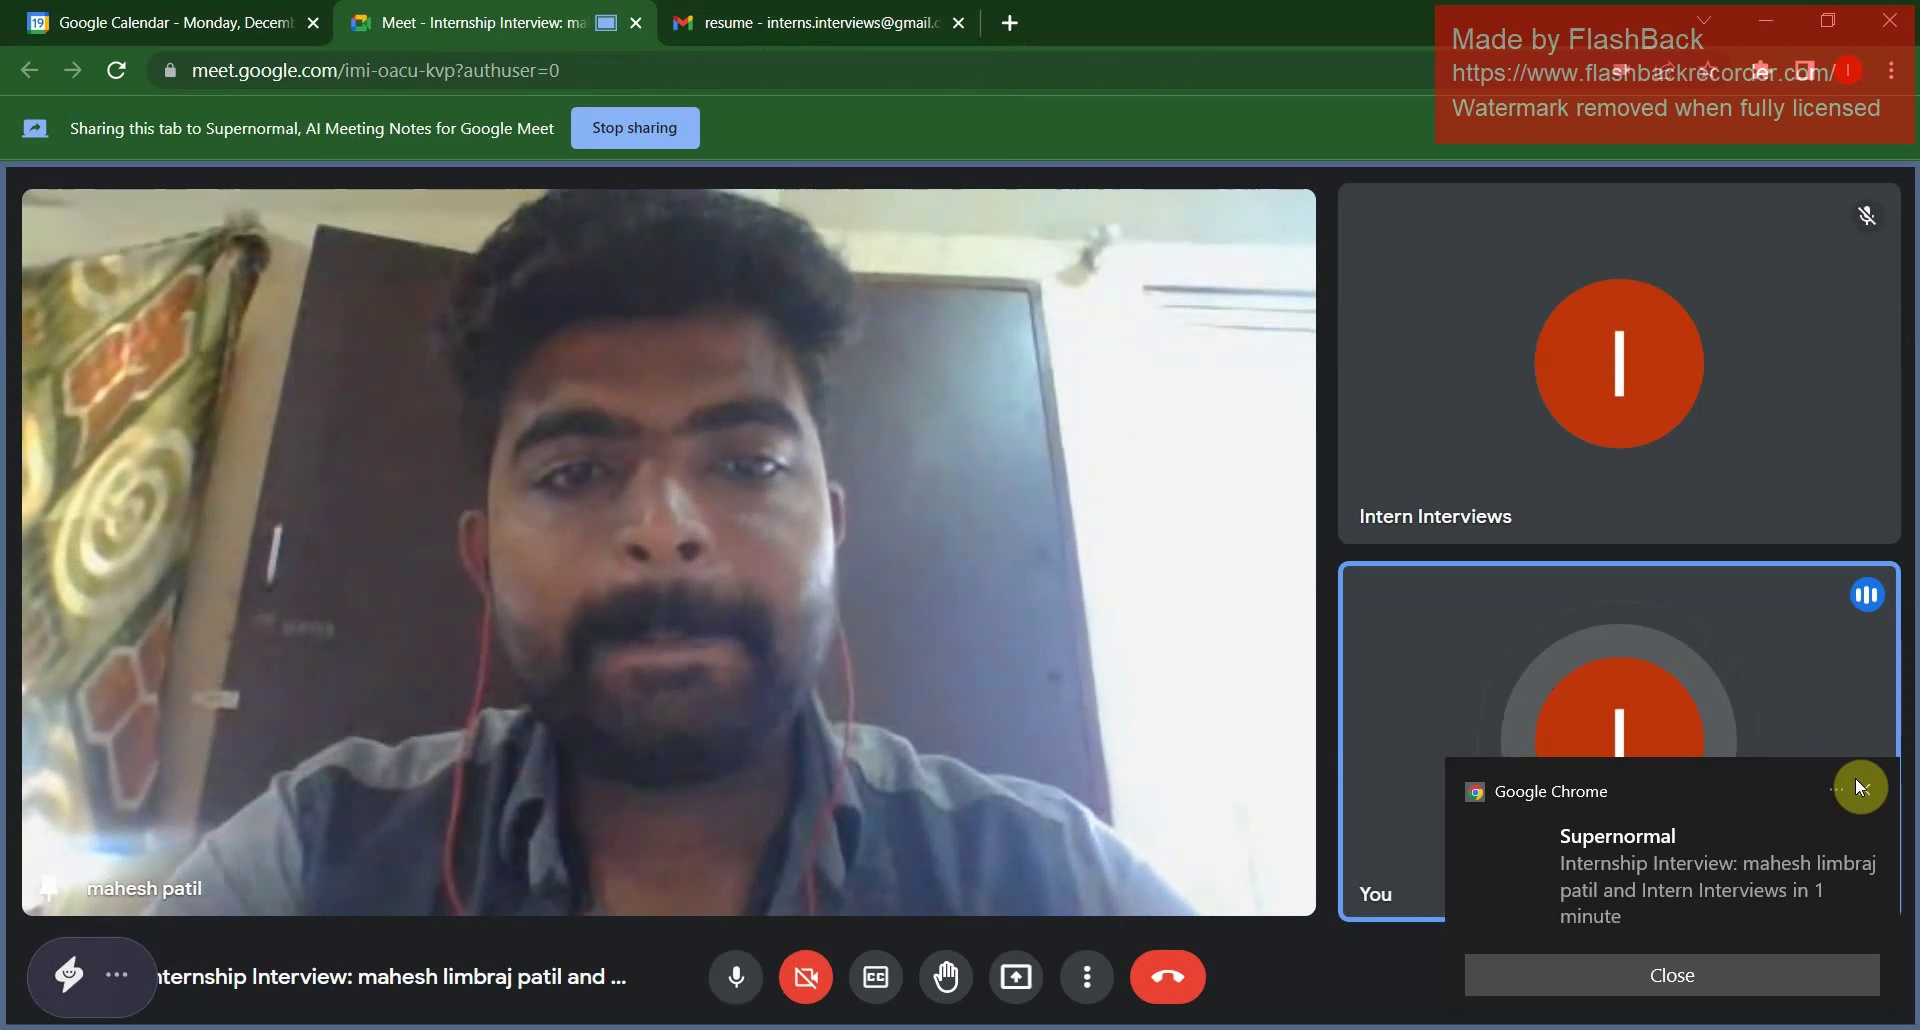 Google Calendar - Monday, Decem
Meet - Internship Interview: ma
resume - interns.interviews@gmail.c
meet.google.com/imi-oacu-kvp?authuser=0
Made by FlashBack
https://www.flashbackrecorder.com/
Watermark removed when fully licensed
Sharing this tab to Supernormal, AI Meeting Notes for Google Meet
Stop sharing
mahesh patil
I
Intern Interviews
I
You
Google Chrome
Supernormal
Internship Interview: mahesh limbraj
patil and Intern Interviews in 1
minute
Close
nternship Interview: mahesh limbraj patil and ...